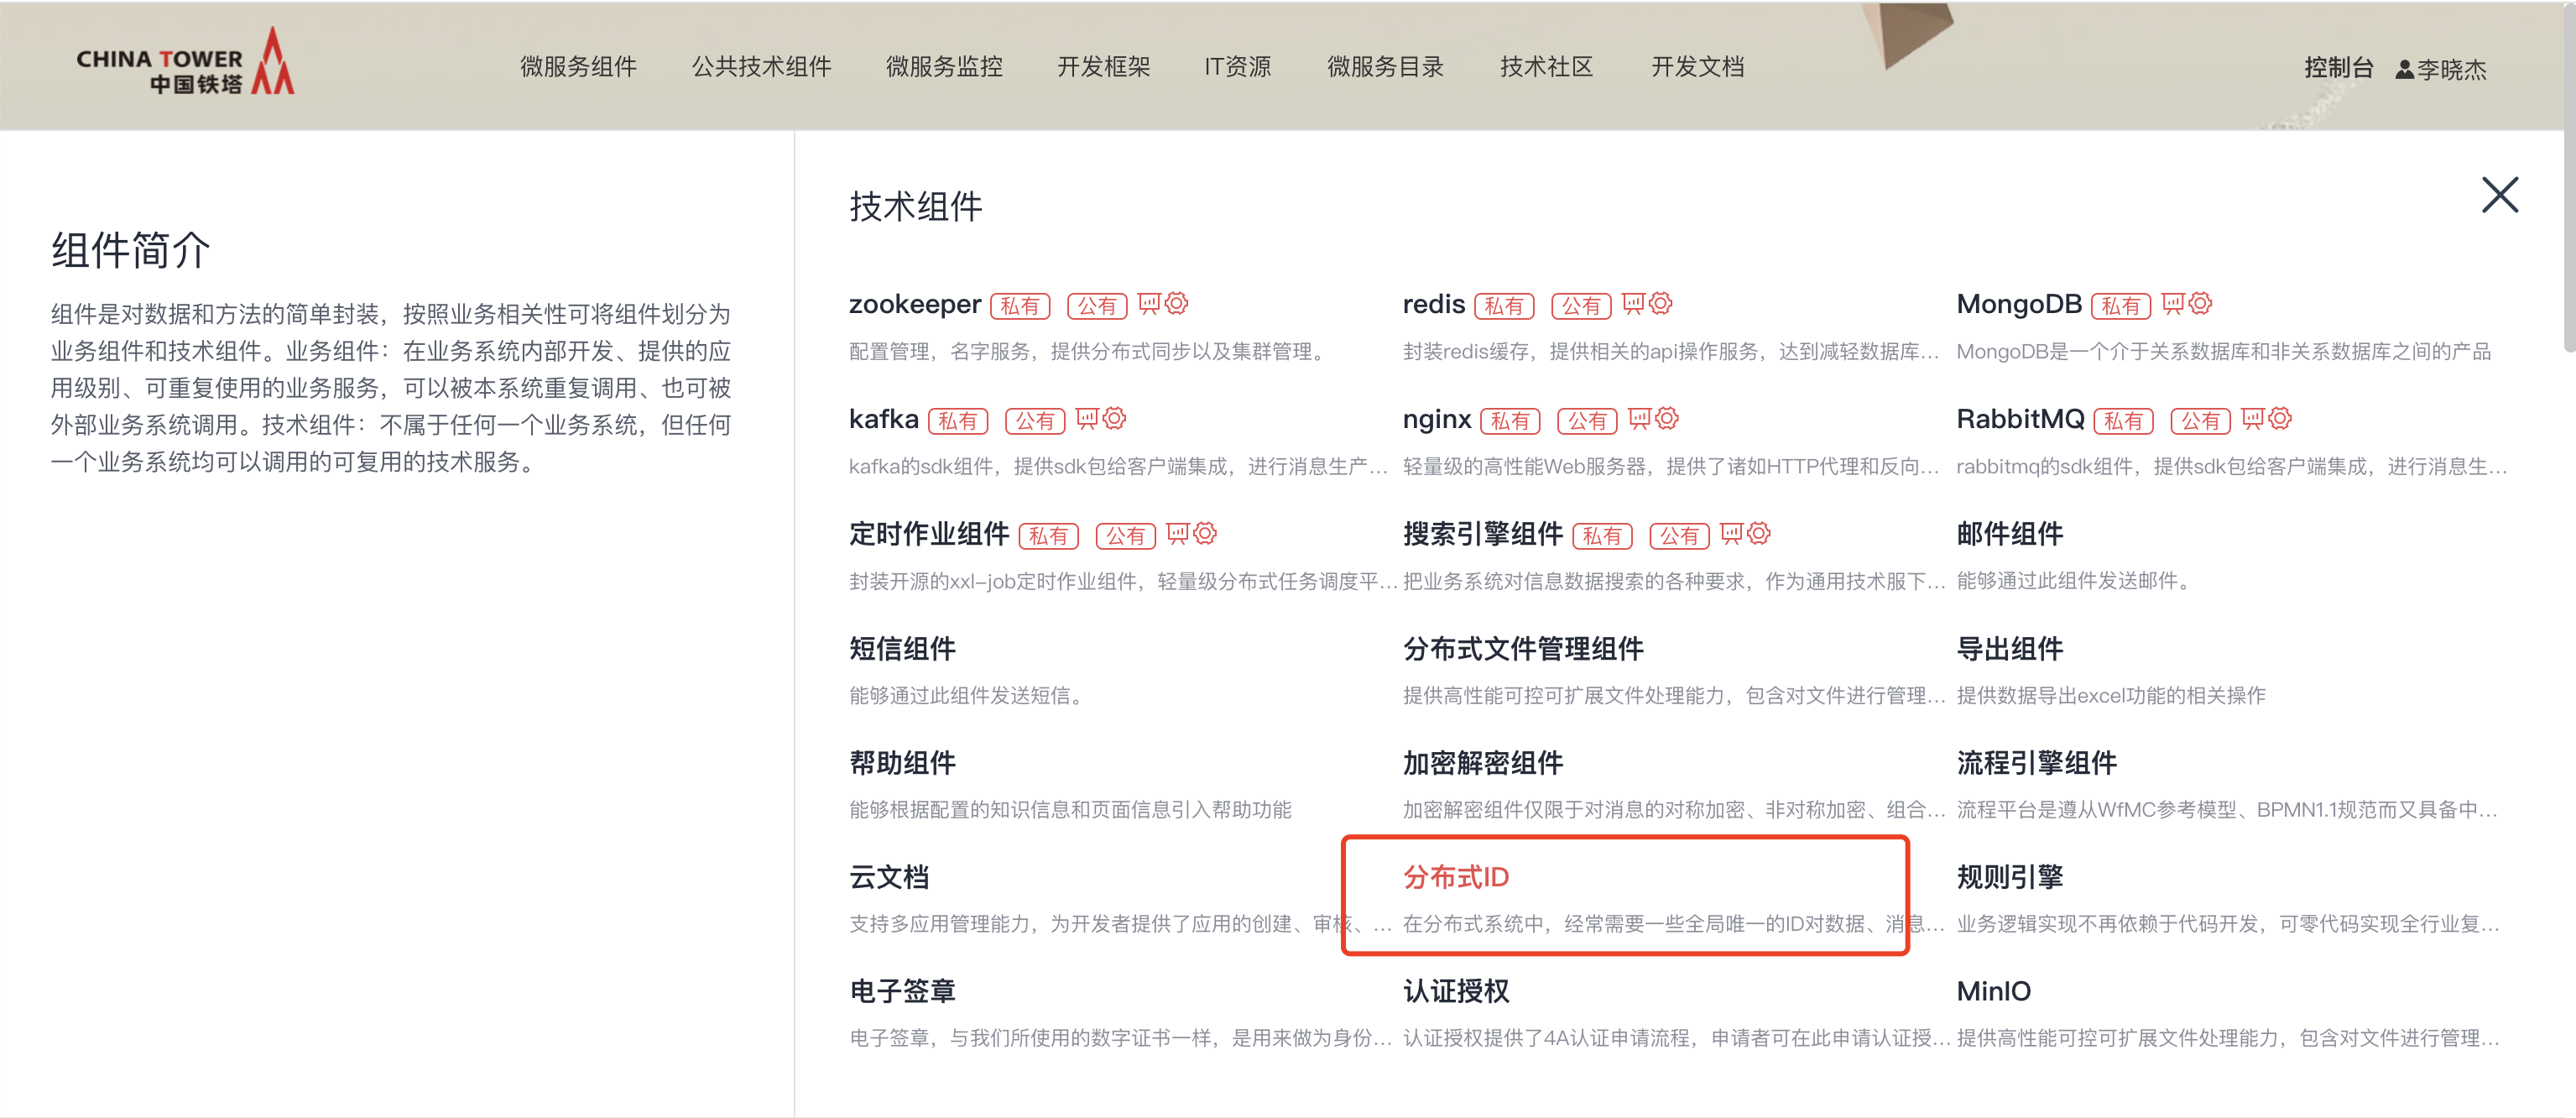 CHINA TOWER
中国铁塔
微服务组件 公共技术组件 微服务监控 开发框架 IT资源 微服务目录 技术社区 开发文档 控制台 李晓杰
组件简介
组件是对数据和方法的简单封装，按照业务相关性可将组件划分为
业务组件和技术组件。业务组件：在业务系统内部开发、提供的应
用级别、可重复使用的业务服务，可以被本系统重复调用、也可被
外部业务系统调用。技术组件：不属于任何一个业务系统，但任何
一个业务系统均可以调用的可复用的技术服务。
技术组件
zookeeper 私有 公有
配置管理，名字服务，提供分布式同步以及集群管理。
redis 私有 公有
封装redis缓存，提供相关的api操作服务，达到减轻数据库...
MongoDB 私有
MongoDB是一个介于关系数据库和非关系数据库之间的产品
kafka 私有 公有
kafka的sdk组件，提供sdk包给客户端集成，进行消息生产...
nginx 私有 公有
轻量级的高性能Web服务器，提供了诸如HTTP代理和反向...
RabbitMQ 私有 公有
rabbitmq的sdk组件，提供sdk包给客户端集成，进行消息生...
定时作业组件 私有 公有
封装开源的xxl-job定时作业组件，轻量级分布式任务调度平...
搜索引擎组件 私有 公有
把业务系统对信息数据搜索的各种要求，作为通用技术服下...
邮件组件
能够通过此组件发送邮件。
短信组件
能够通过此组件发送短信。
分布式文件管理组件
提供高性能可控可扩展文件处理能力，包含对文件进行管理...
导出组件
提供数据导出excel功能的相关操作
帮助组件
能够根据配置的知识信息和页面信息引入帮助功能
加密解密组件
加密解密组件仅限于对消息的对称加密、非对称加密、组合...
流程引擎组件
流程平台是遵从WfMC参考模型、BPMN1.1规范而又具备中...
云文档
支持多应用管理能力，为开发者提供了应用的创建、审核、...
分布式ID
在分布式系统中，经常需要一些全局唯一的ID对数据、消息...
规则引擎
业务逻辑实现不再依赖于代码开发，可零代码实现全行业复...
电子签章
电子签章，与我们所使用的数字证书一样，是用来做为身份...
认证授权
认证授权提供了4A认证申请流程，申请者可在此申请认证授...
MinIO
提供高性能可控可扩展文件处理能力，包含对文件进行管理...